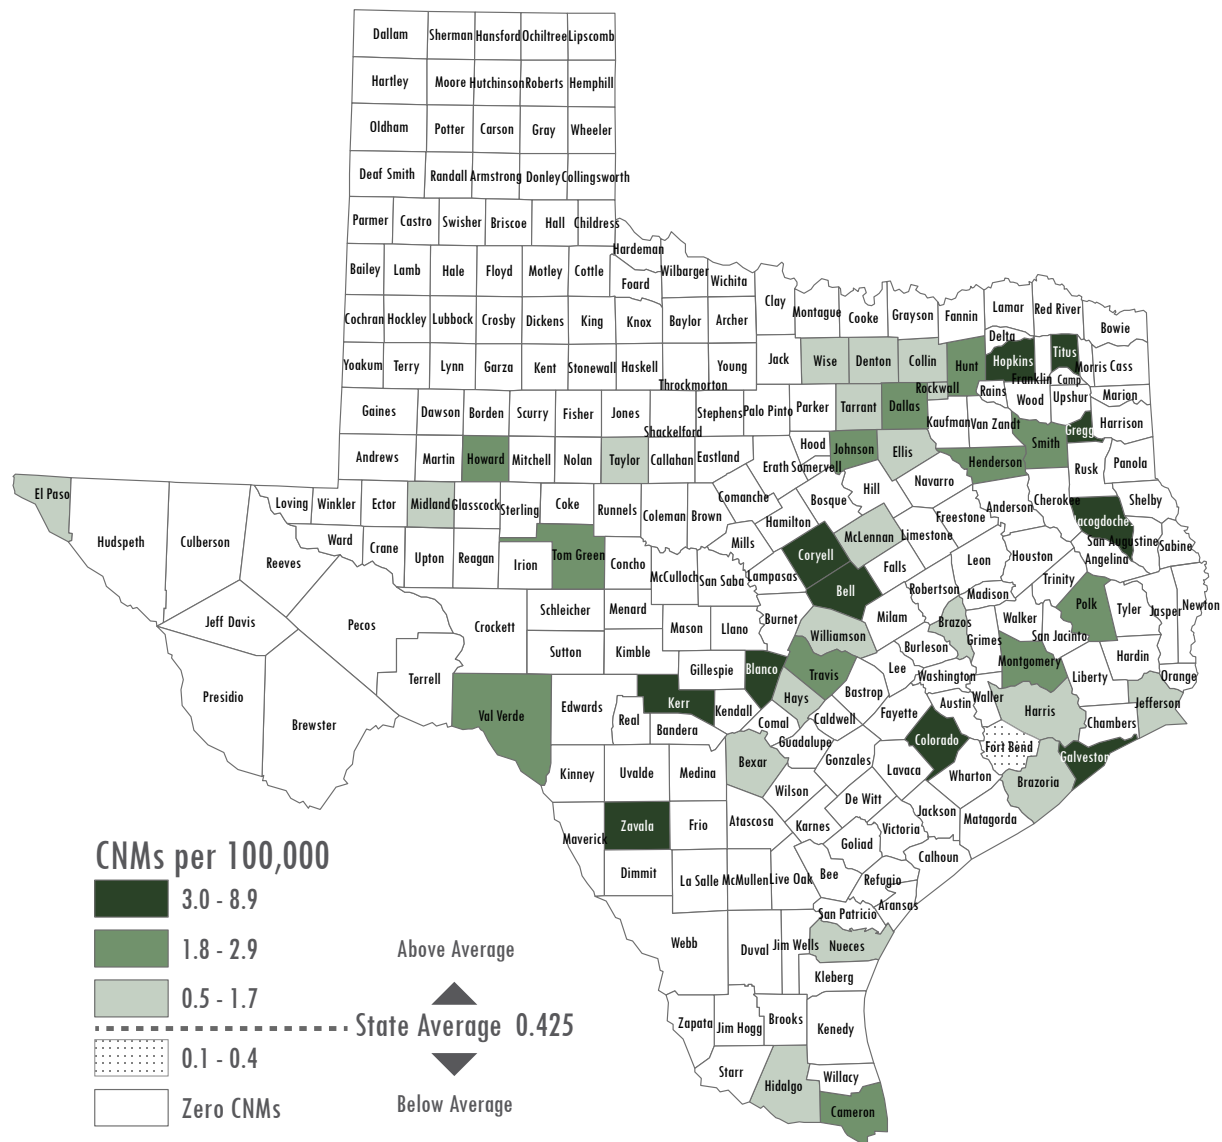 Dallam Sherman Hansford Ochiltree Lipscomb
Hartley Moore Hutchinson Roberts Hemphill
Oldham Potter Carson Gray Wheeler
Deaf Smith Randall Armstrong Donley Collingsworth
Parmer Castro Swisher Briscoe Hall Childress
Hardeman
Bailey Lamb Hale Floyd Motley Cottle Foard Wilbarger Wichita
Clay Montague Cooke Grayson Fannin Lamar Red River Bowie
Cochran Hockley Lubbock Crosby Dickens King Knox Baylor Archer
Delta
Yoakum Terry Lynn Garza Kent Stonewall Haskell Throckmorton Young Jack Wise Denton Collin Hunt Hopkins Franklin Titus Morris Cass
Camp
Rockwall Rains Wood Upshur Marion
Gaines Dawson Borden Scurry Fisher Jones Shackelford Stephens Palo Pinto Parker Tarrant Dallas Kaufman Van Zandt Smith Gregg Harrison
Andrews Martin Howard Mitchell Nolan Taylor Callahan Eastland Erath Hood Somervell Johnson Ellis Henderson Rusk Panola
El Paso Hudspeth Culberson Reeves Loving Winkler Ector Midland Glasscock Sterling Coke Runnels Coleman Brown Comanche Hamilton Bosque Hill Navarro Freestone Anderson Cherokee Shelby
Ward Crane Upton Reagan Irion Tom Green Concho McCulloch San Saba Mills Lampasas Coryell McLennan Limestone Falls Leon Houston acogdoches San Augustine Sabine
Angelina
Trinity
Jeff Davis Pecos Crockett Schleicher Menard Mason Llano Burnet Bell Milam Robertson Madison Walker Polk Tyler Jasper Newton
Williamson Brazos Grimes San Jacinto
Burleson
Presidio Brewster Terrell Sutton Kimble Gillespie Blanco Travis Lee Washington Montgomery Liberty Hardin Orange
Val Verde Edwards Real Kerr Kendall Hays Bastrop Fayette Austin Waller Harris Chambers Jefferson
Bandera Comal Caldwell Guadalupe Colorado Fort Bend Galveston
Kinney Uvalde Medina Bexar Wilson Gonzales Lavaca Wharton Brazoria
Maverick Zavala Frio Atascosa Karnes De Witt Victoria Jackson Matagorda
Goliad Calhoun
Dimmit La Salle McMullen Live Oak Bee Refugio
Aransas
San Patricio
Webb Duval Jim Wells Nueces
Kleberg
Zapata Jim Hogg Brooks Kenedy
Starr Hidalgo Willacy
Cameron
CNMs per 100,000
3.0 - 8.9
1.8 - 2.9
0.5 - 1.7
Above Average
State Average 0.425
0.1 - 0.4
Zero CNMs
Below Average